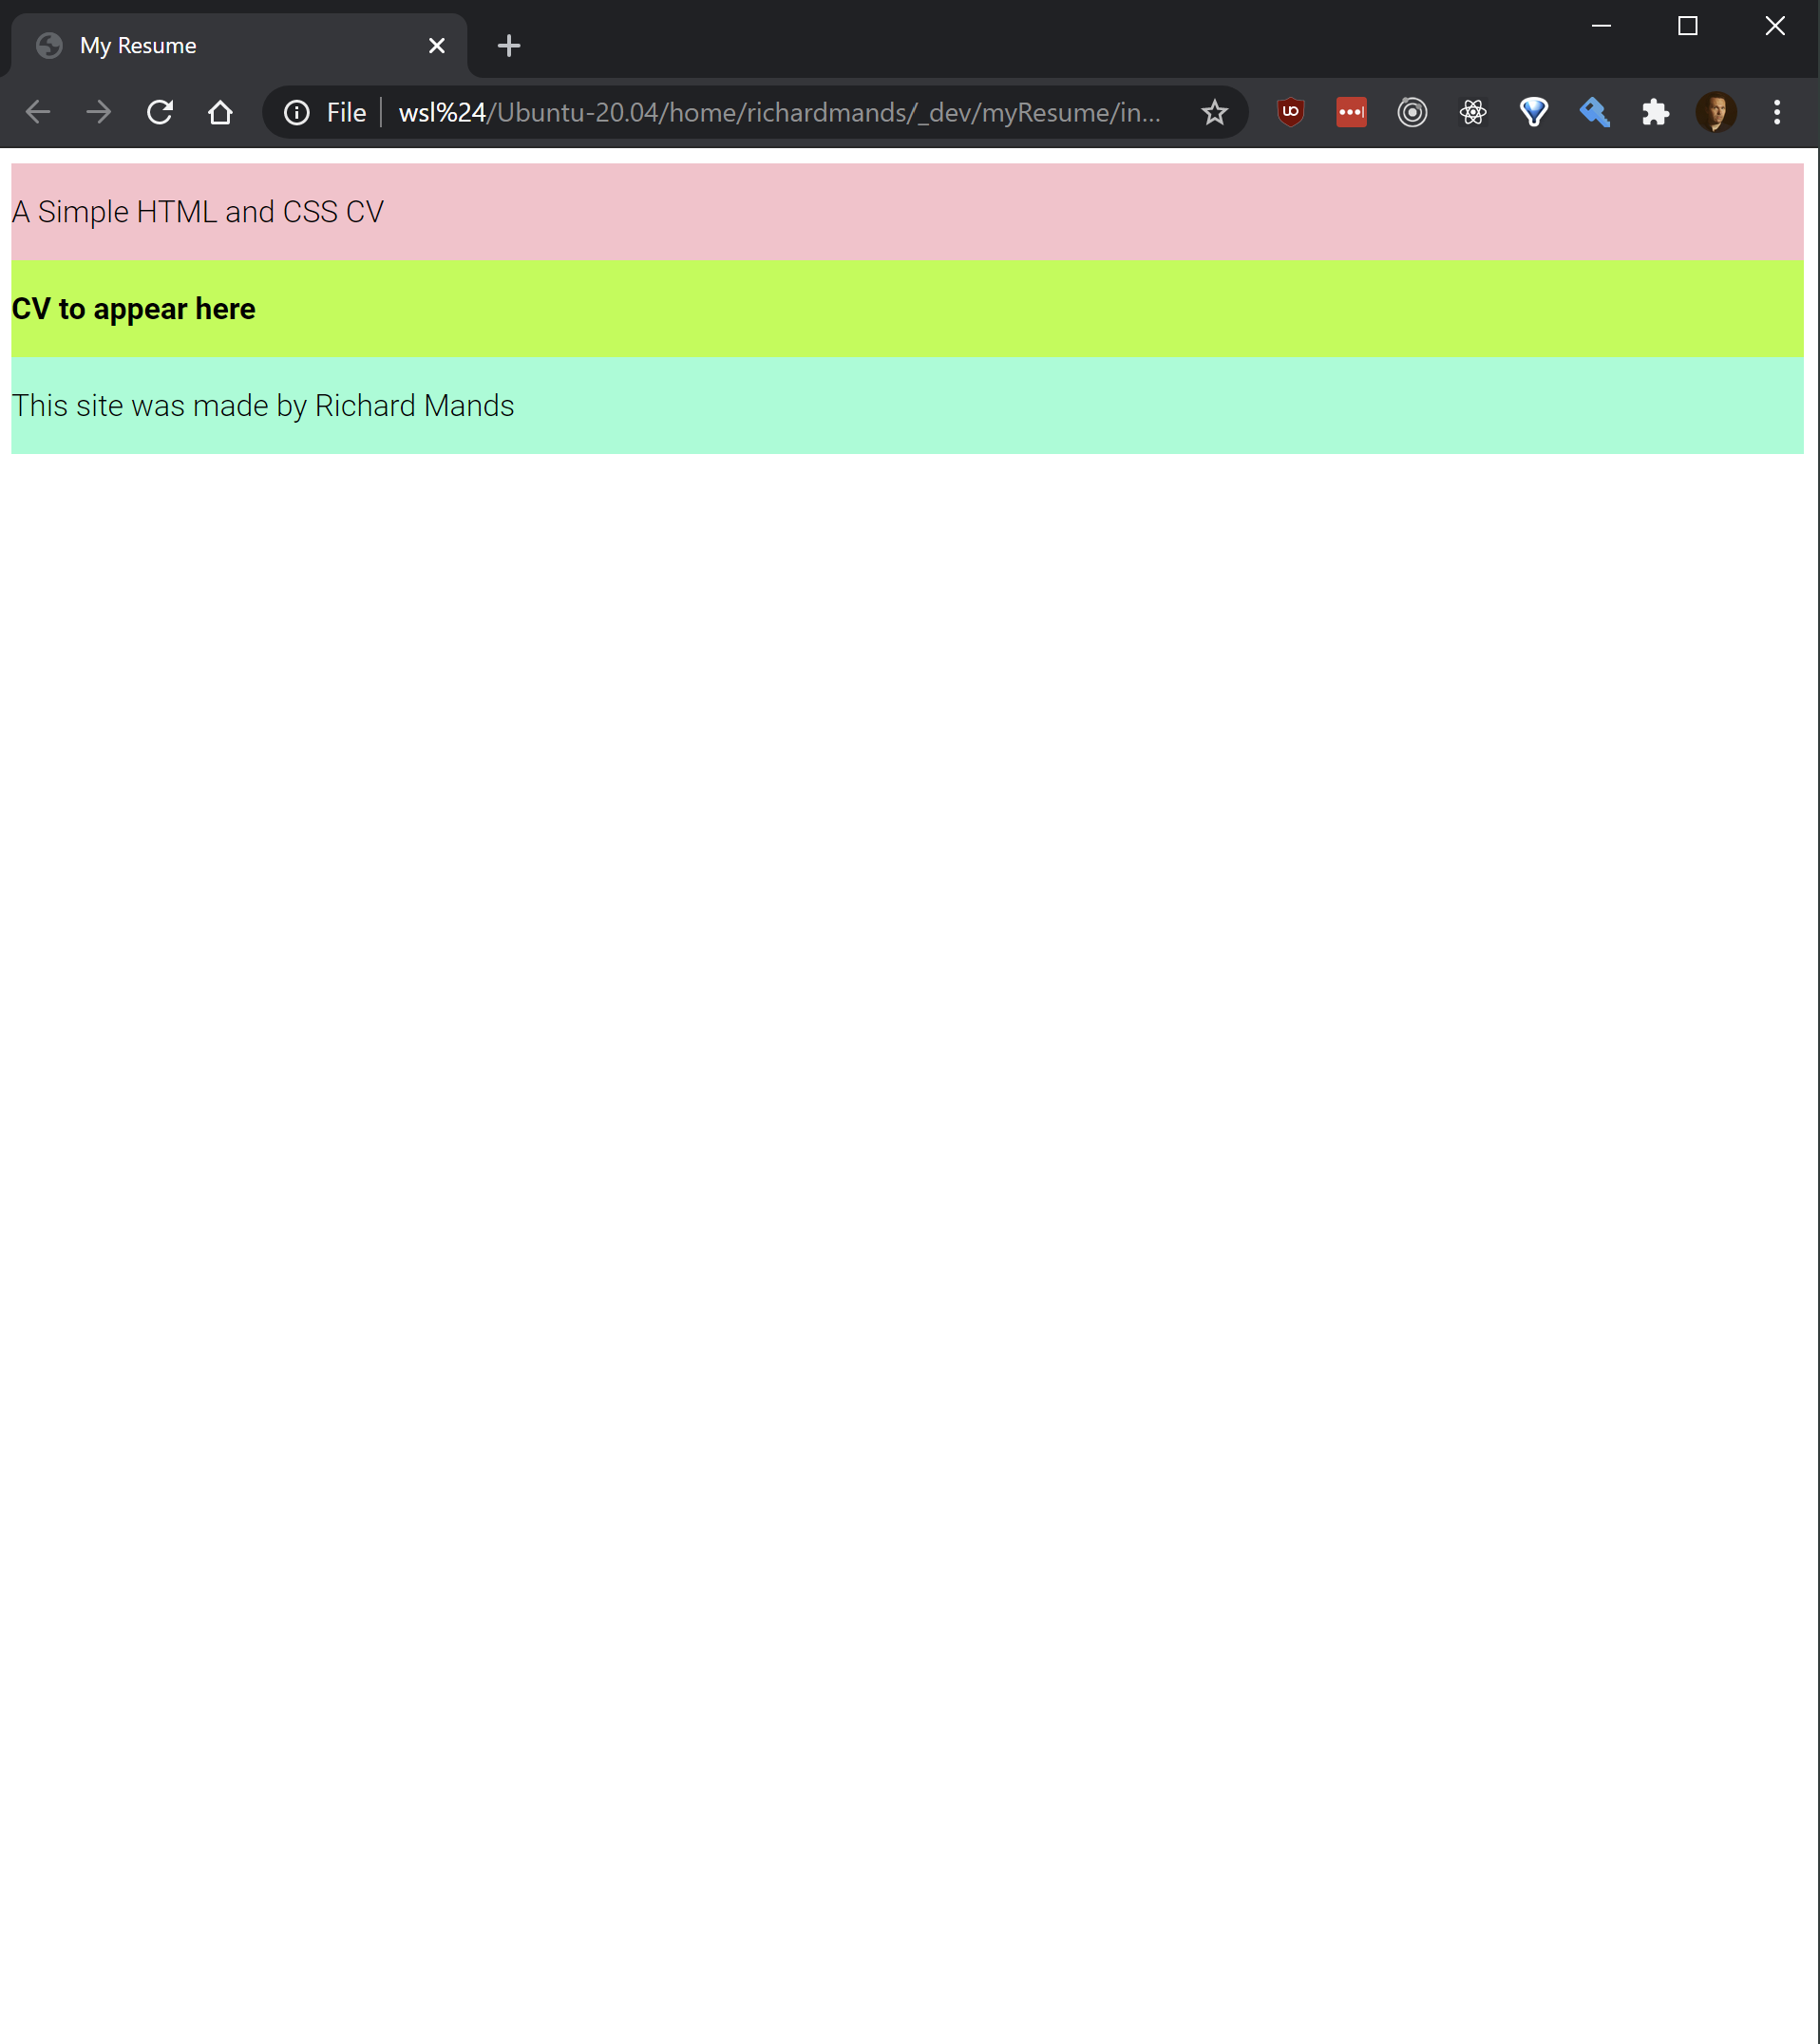 My Resume
File wsl%24/Ubuntu-20.04/home/richardmands/_dev/myResume/in...
A Simple HTML and CSS CV
CV to appear here
This site was made by Richard Mands